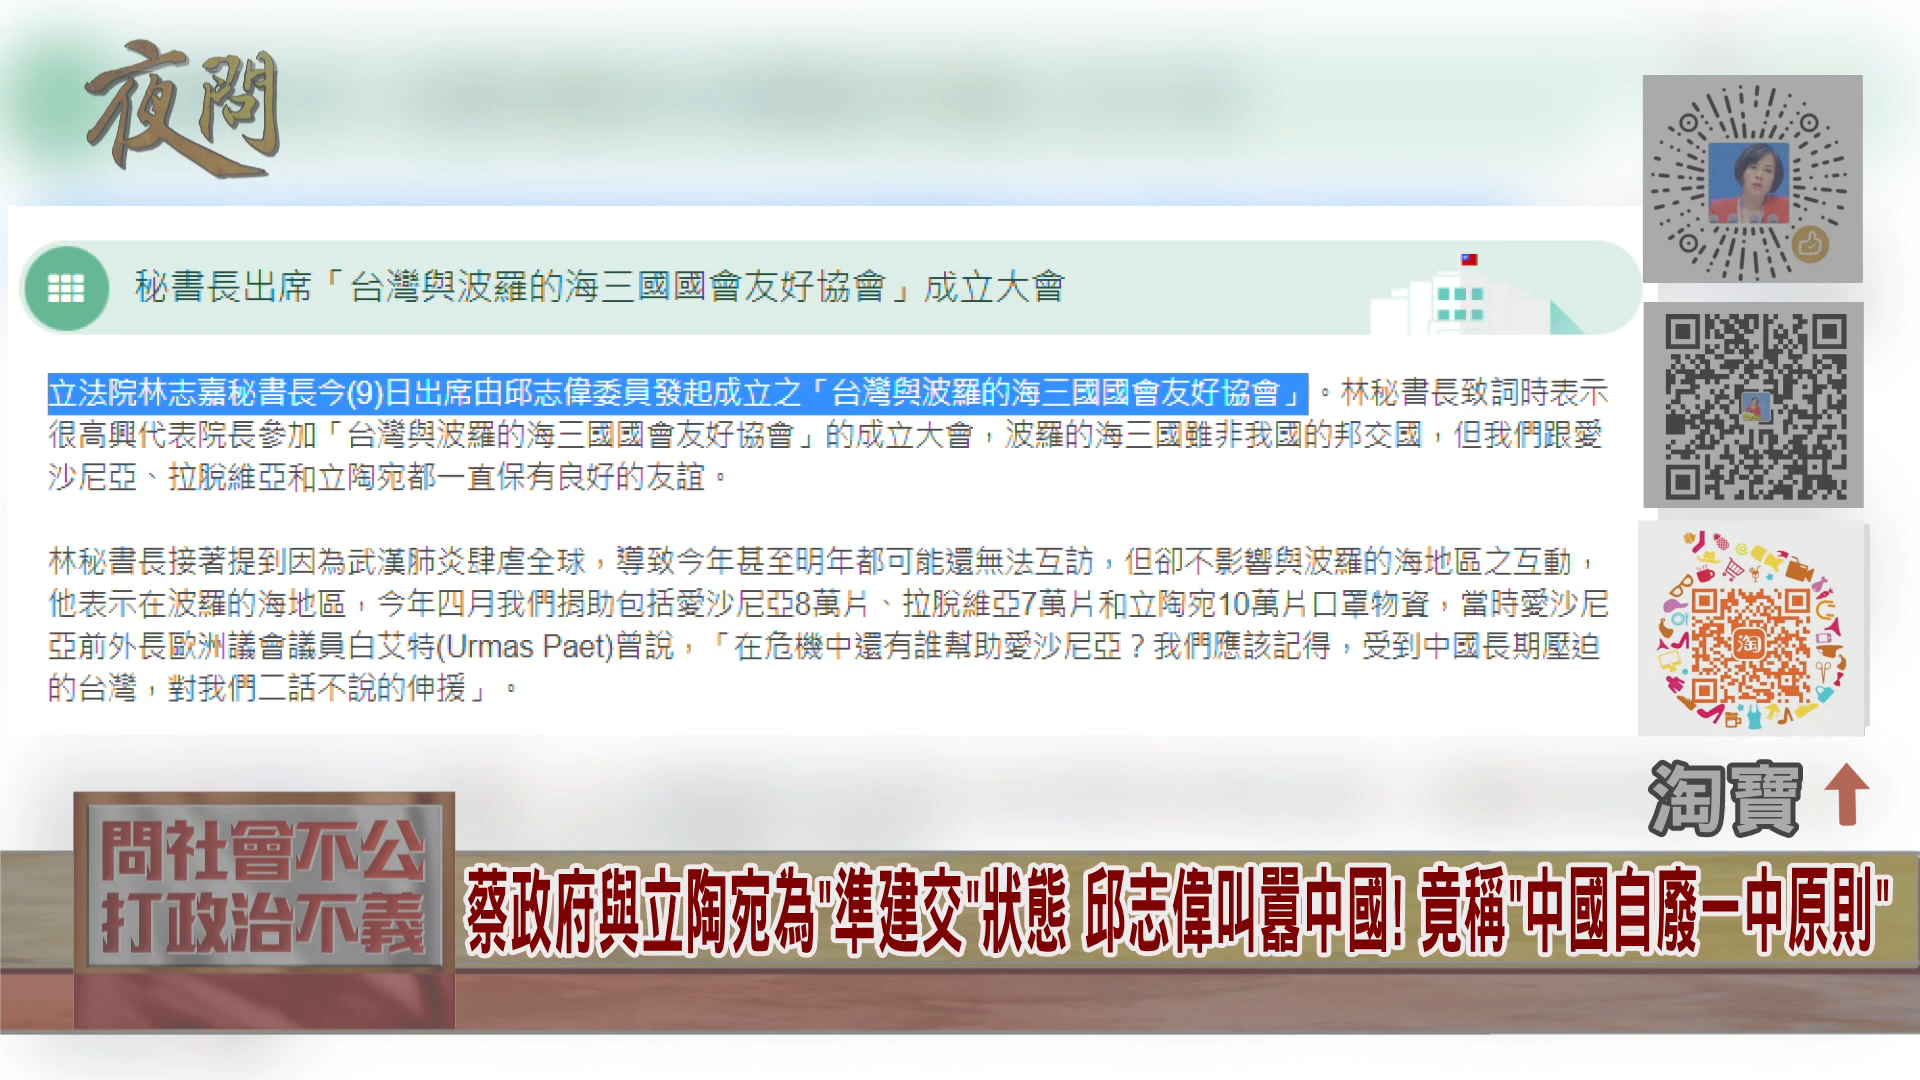 夜問
秘書長出席「台灣與波羅的海三國國會友好協會」成立大會
立法院林志嘉秘書長今(9)日出席由邱志偉委員發起成立之「台灣與波羅的海三國國會友好協會」。林秘書長致詞時表示
很高興代表院長參加「台灣與波羅的海三國國會友好協會」的成立大會，波羅的海三國雖非我國的邦交國，但我們跟愛
沙尼亞、拉脫維亞和立陶宛都一直保有良好的友誼。
林秘書長接著提到因為武漢肺炎肆虐全球，導致今年甚至明年都可能還無法互訪，但卻不影響與波羅的海地區之互動，
他表示在波羅的海地區，今年四月我們捐助包括愛沙尼亞8萬片、拉脫維亞7萬片和立陶宛10萬片口罩物資，當時愛沙尼
亞前外長歐洲議會議員白艾特(Urmas Paet)曾說，「在危機中還有誰幫助愛沙尼亞？我們應該記得，受到中國長期壓迫
的台灣，對我們二話不說的伸援」。
淘
淘寶
問社會不公
打政治不義
蔡政府與立陶宛為"準建交"狀態 邱志偉叫囂中國! 竟稱"中國自廢一中原則"